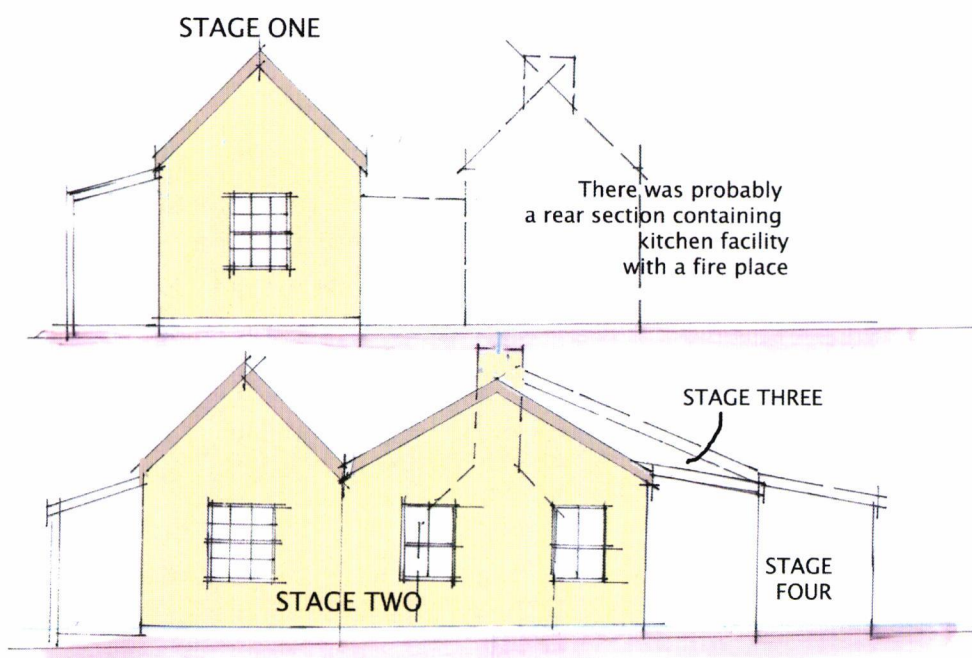 STAGE ONE
There was probably
a rear section containing
kitchen facility
with a fire place
STAGE THREE
STAGE TWO
STAGE
FOUR